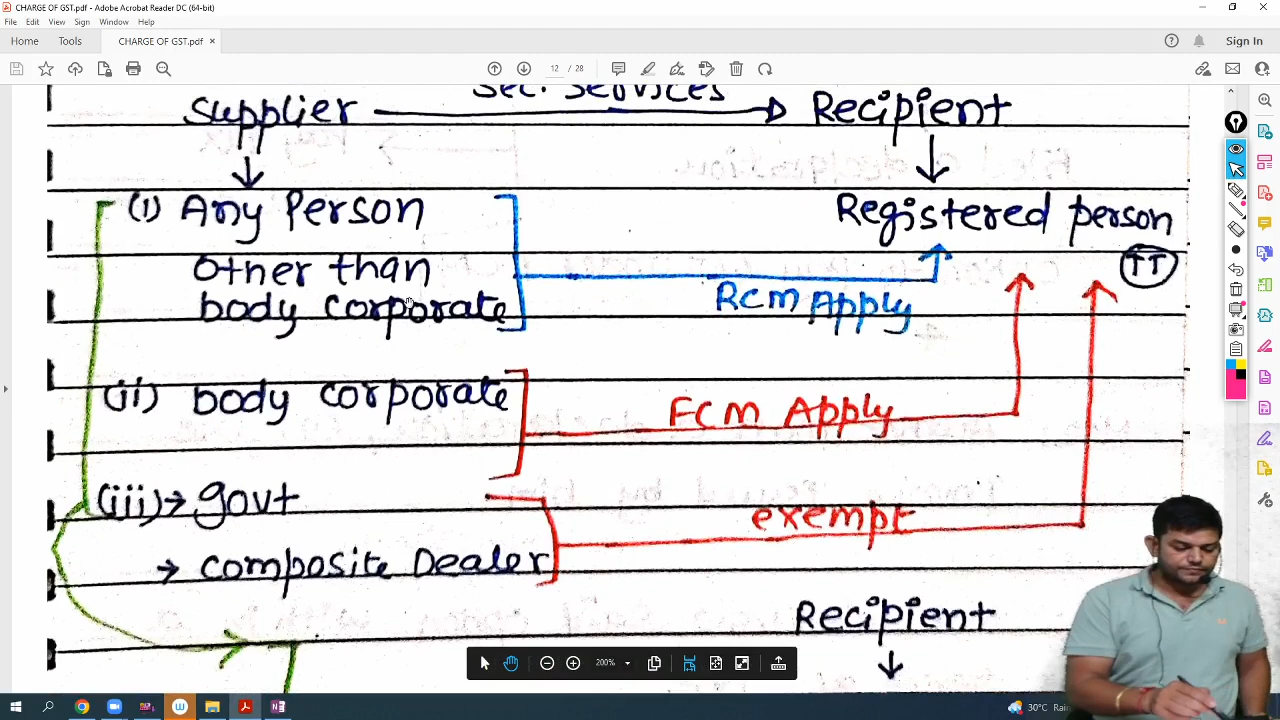 CHARGE OF GST.pdf - Adobe Acrobat Reader DC (64-bit)
File Edit View Sign Window Help
Home Tools CHARGE OF GST.pdf × Sign In
12 / 28
Sec. Services
Supplier Recipient
(i) Any Person Registered person
Other than
body corporate RCM Apply
(ii) body corporate FCM Apply
(iii) → govt exempt
→ composite Dealer
Recipient
200%
30°C Rain